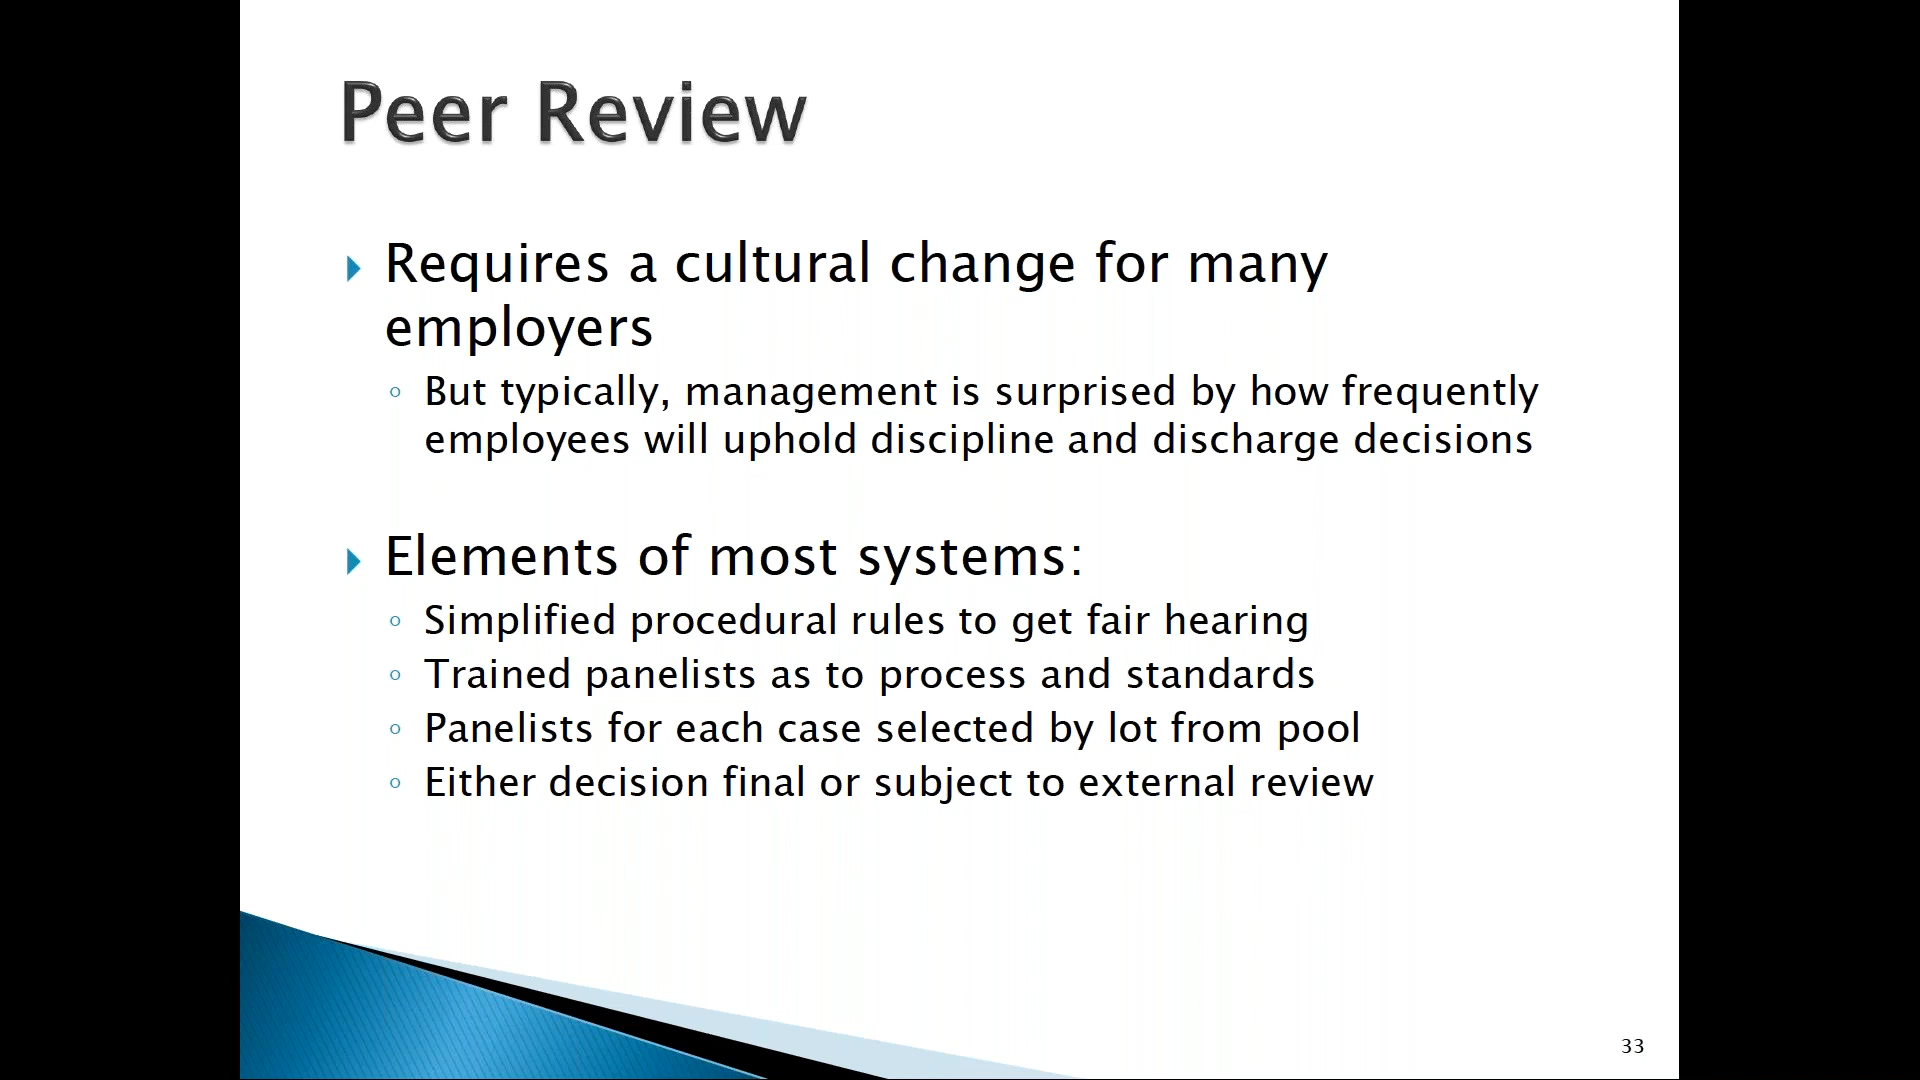 Peer Review
Requires a cultural change for many
employers
But typically, management is surprised by how frequently
employees will uphold discipline and discharge decisions
Elements of most systems:
Simplified procedural rules to get fair hearing
Trained panelists as to process and standards
Panelists for each case selected by lot from pool
Either decision final or subject to external review
33